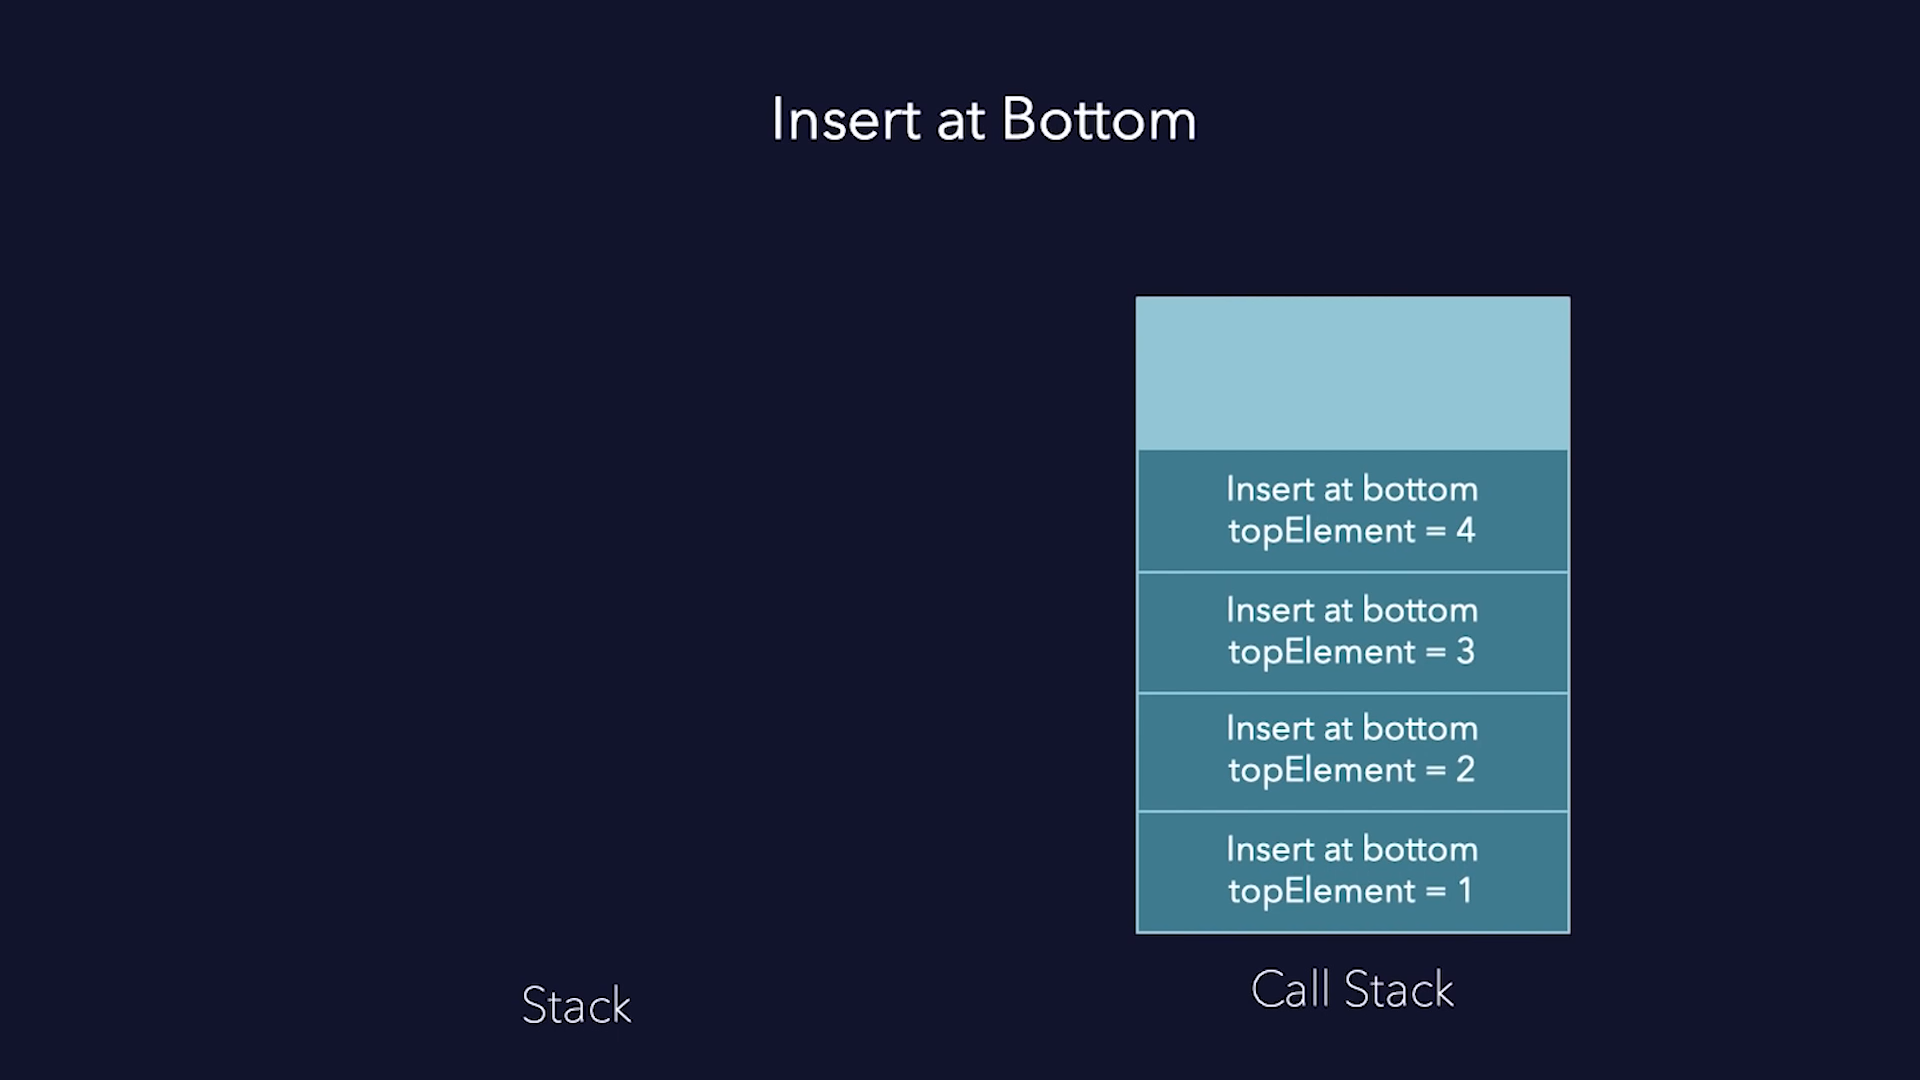 Insert at Bottom
Insert at bottom
topElement = 4
Insert at bottom
topElement = 3
Insert at bottom
topElement = 2
Insert at bottom
topElement = 1
Stack
Call Stack